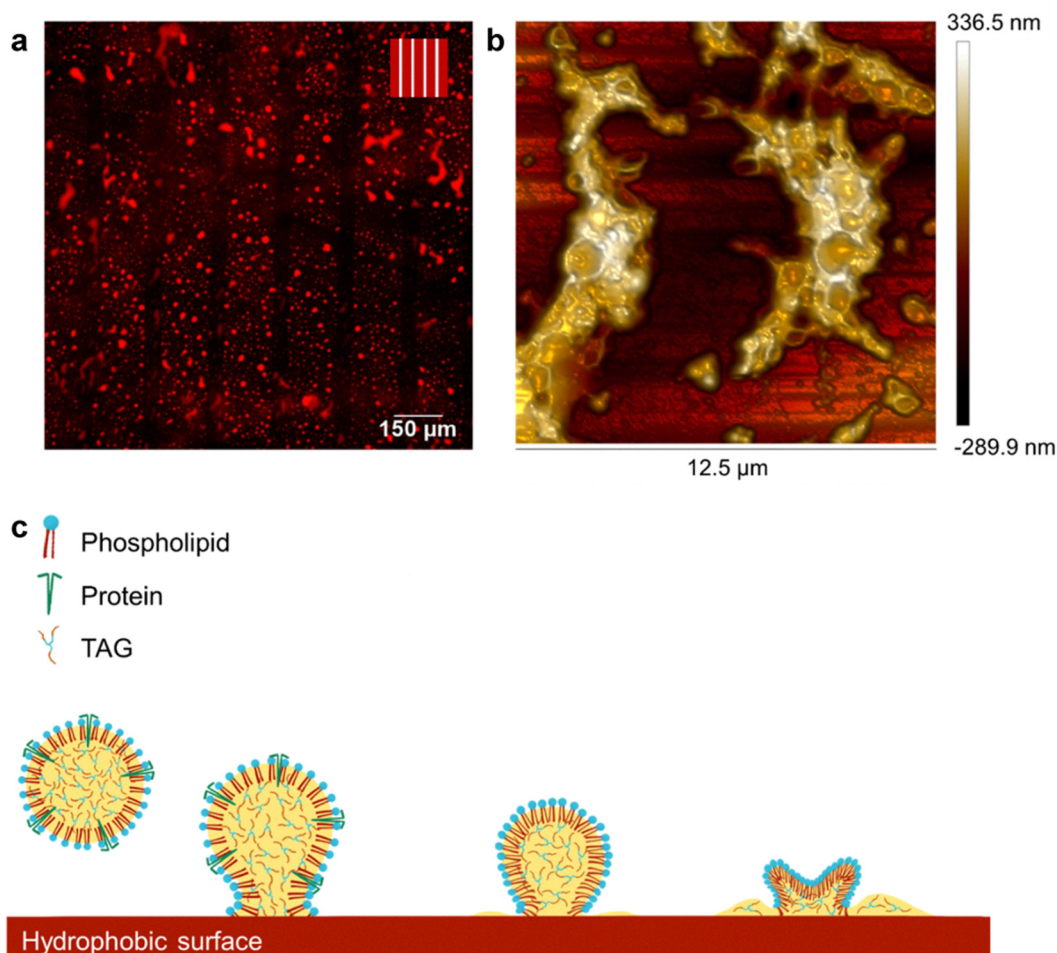 a
b
336.5 nm
150 µm
-289.9 nm
12.5 µm
c
Phospholipid
Protein
TAG
Hydrophobic surface